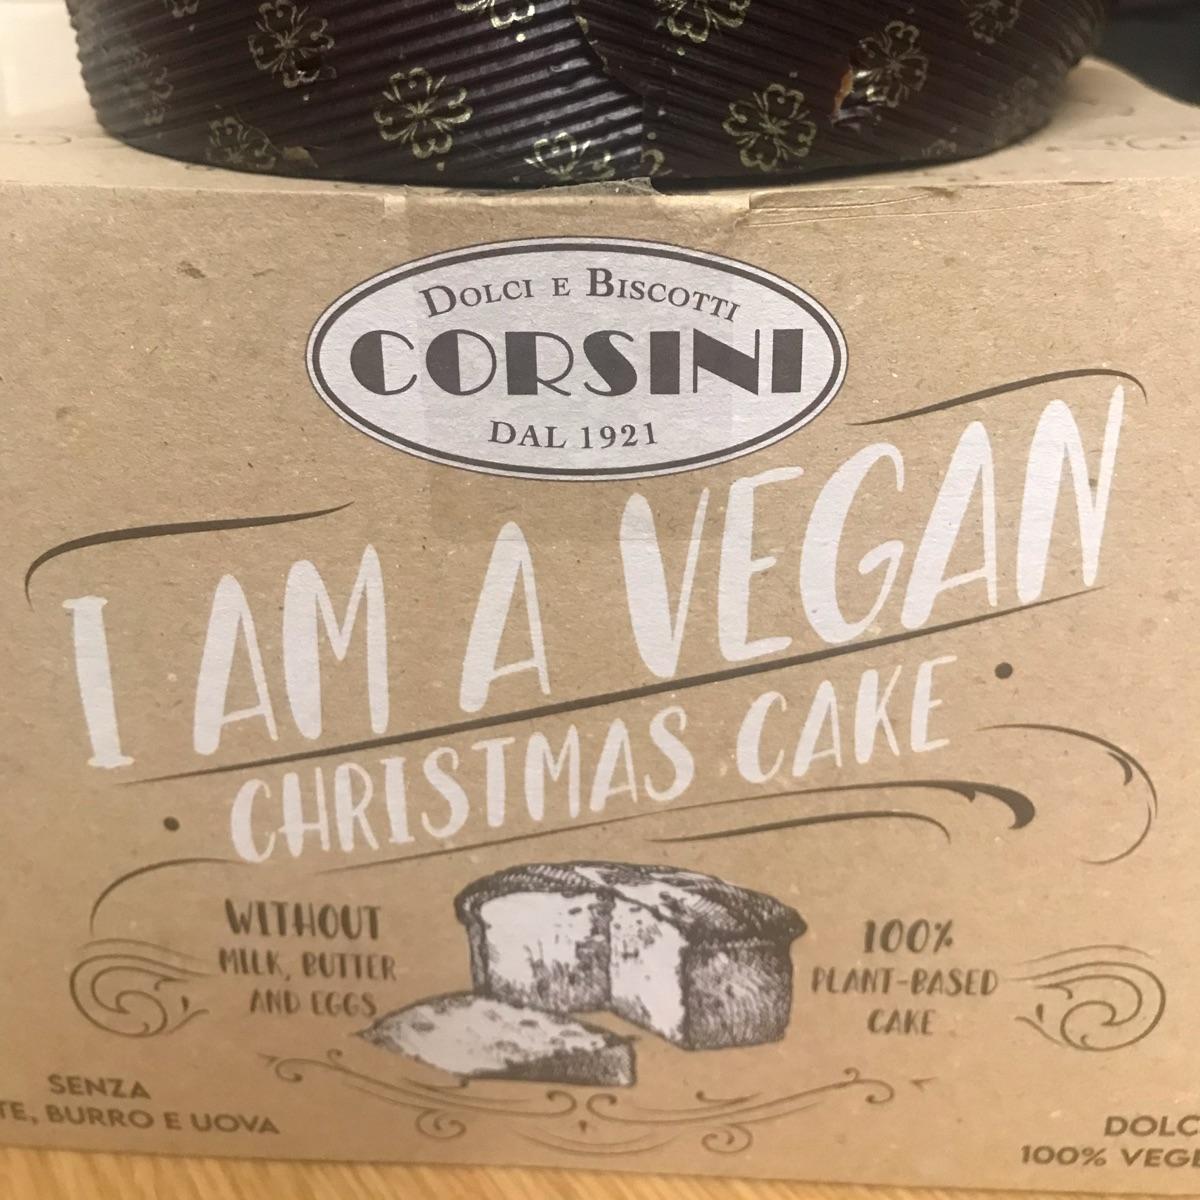 DOLCI E BISCOTTI
CORSINI
DAL 1921
I AM A VEGAN
CHRISTMAS CAKE
WITHOUT
MILK, BUTTER
AND EGGS
100%
PLANT-BASED
CAKE
SENZA
TE, BURRO E UOVA
DOLC
100% VEGE